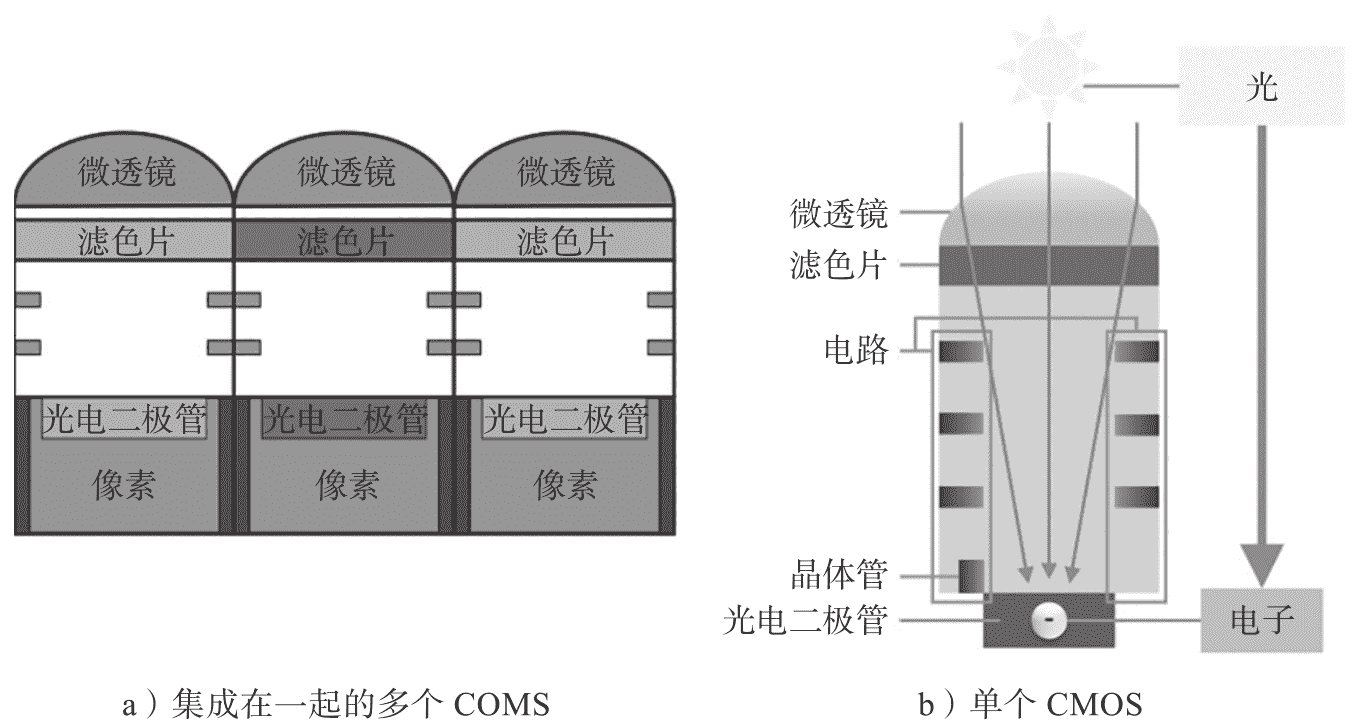 微透镜 微透镜 微透镜
滤色片 滤色片 滤色片
光电二极管 光电二极管 光电二极管
像素 像素 像素
a）集成在一起的多个 COMS
光
微透镜
滤色片
电路
晶体管
光电二极管
-
电子
b）单个 CMOS